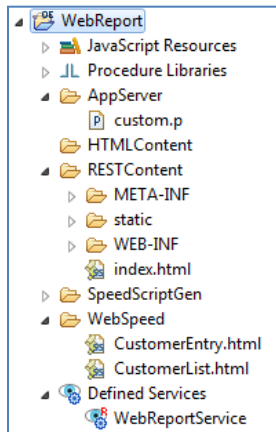 WebReport
JavaScript Resources
Procedure Libraries
AppServer
custom.p
HTMLContent
RESTContent
META-INF
static
WEB-INF
index.html
SpeedScriptGen
WebSpeed
CustomerEntry.html
CustomerList.html
Defined Services
WebReportService